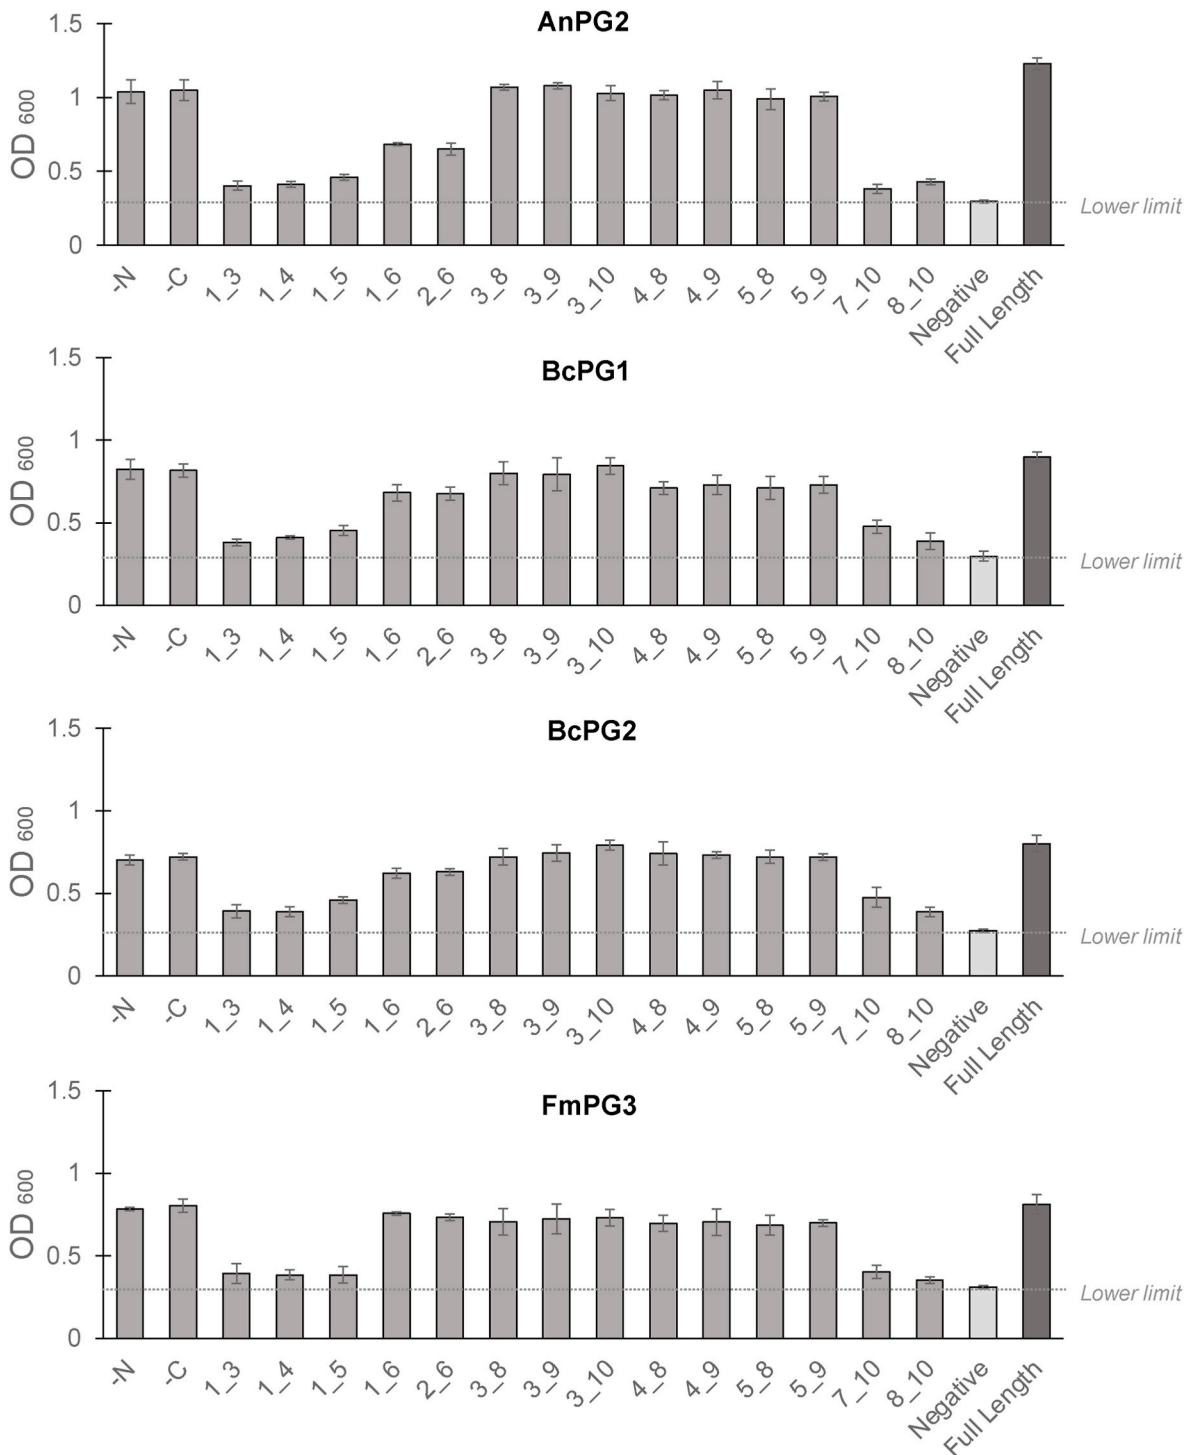 AnPG2
1.5
1
0.5
0
OD 600
Lower limit
-N
-C
1_3
1_4
1_5
1_6
2_6
3_8
3_9
3_10
4_8
4_9
5_8
5_9
7_10
8_10
Negative
Full Length
BcPG1
1.5
1
0.5
0
OD 600
Lower limit
-N
-C
1_3
1_4
1_5
1_6
2_6
3_8
3_9
3_10
4_8
4_9
5_8
5_9
7_10
8_10
Negative
Full Length
BcPG2
1.5
1
0.5
0
OD 600
Lower limit
-N
-C
1_3
1_4
1_5
1_6
2_6
3_8
3_9
3_10
4_8
4_9
5_8
5_9
7_10
8_10
Negative
Full Length
FmPG3
1.5
1
0.5
0
OD 600
Lower limit
-N
-C
1_3
1_4
1_5
1_6
2_6
3_8
3_9
3_10
4_8
4_9
5_8
5_9
7_10
8_10
Negative
Full Length